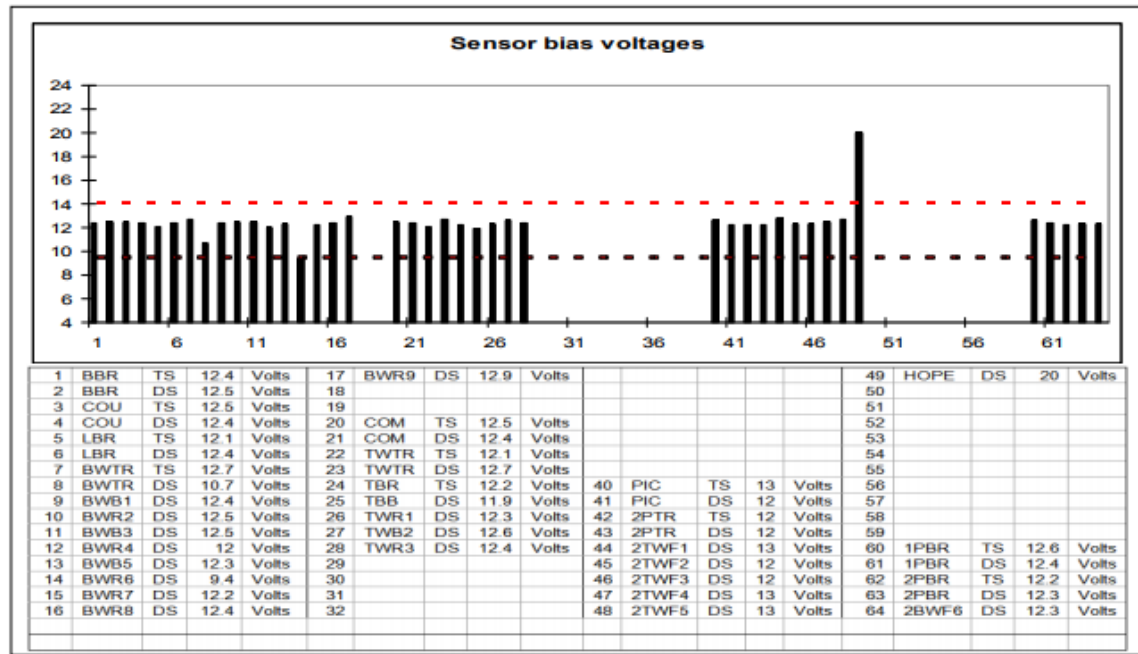 Sensor bias voltages
24
22
20
18
16
14
12
10
8
6
4
1 6 11 16 21 26 31 36 41 46 51 56 61
1 BBR TS 12.4 Volts 17 BWR9 DS 12.9 Volts 49 HOPE DS 20 Volts
2 BBR DS 12.5 Volts 18 50
3 COU TS 12.5 Volts 19 51
4 COU DS 12.4 Volts 20 COM TS 12.5 Volts 52
5 LBR TS 12.1 Volts 21 COM DS 12.4 Volts 53
6 LBR DS 12.4 Volts 22 TWTR TS 12.1 Volts 54
7 BWTR TS 12.7 Volts 23 TWTR DS 12.7 Volts 55
8 BWTR DS 10.7 Volts 24 TBR TS 12.2 Volts 40 PIC TS 13 Volts 56
9 BWB1 DS 12.4 Volts 25 TBB DS 11.9 Volts 41 PIC DS 12 Volts 57
10 BWR2 DS 12.5 Volts 26 TWR1 DS 12.3 Volts 42 2PTR TS 12 Volts 58
11 BWB3 DS 12.5 Volts 27 TWB2 DS 12.6 Volts 43 2PTR DS 12 Volts 59
12 BWR4 DS 12 Volts 28 TWR3 DS 12.4 Volts 44 2TWF1 DS 13 Volts 60 1PBR TS 12.6 Volts
13 BWB5 DS 12.3 Volts 29 45 2TWF2 DS 12 Volts 61 1PBR DS 12.4 Volts
14 BWR6 DS 9.4 Volts 30 46 2TWF3 DS 12 Volts 62 2PBR TS 12.2 Volts
15 BWR7 DS 12.2 Volts 31 47 2TWF4 DS 12 Volts 63 2PBR DS 12.3 Volts
16 BWR8 DS 12.4 Volts 32 48 2TWF5 DS 13 Volts 64 2BWF6 DS 12.3 Volts